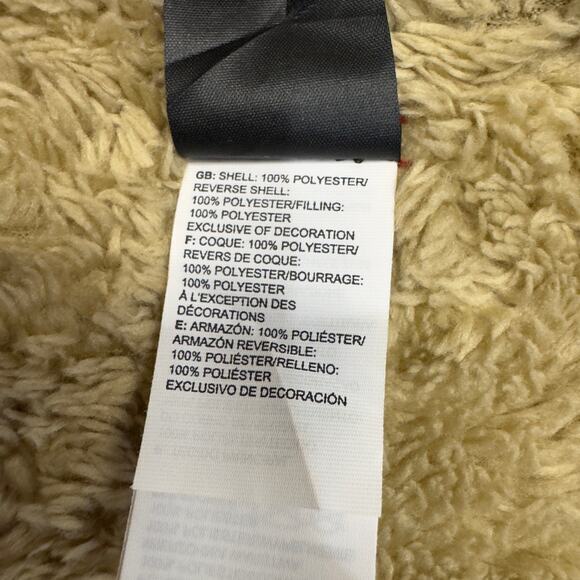 GB: SHELL: 100% POLYESTER/
REVERSE SHELL:
100% POLYESTER/FILLING:
100% POLYESTER
EXCLUSIVE OF DECORATION
F: COQUE: 100% POLYESTER/
REVERS DE COQUE:
100% POLYESTER/BOURRAGE:
100% POLYESTER
À L'EXCEPTION DES
DÉCORATIONS
E: ARMAZÓN: 100% POLIÉSTER/
ARMAZÓN REVERSIBLE:
100% POLIÉSTER/RELLENO:
100% POLIÉSTER
EXCLUSIVO DE DECORACIÓN